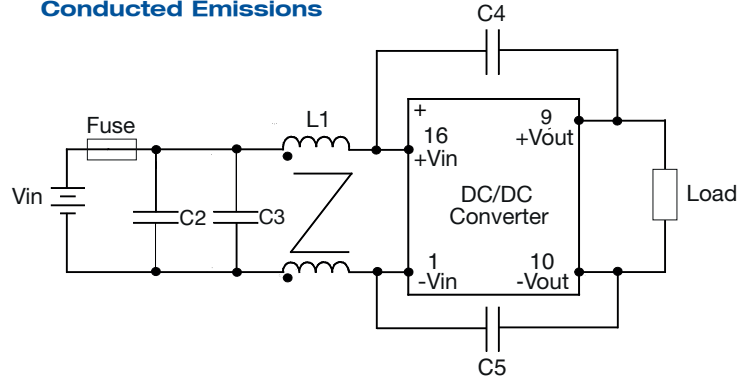 Conducted Emissions
C4
Fuse
L1
+
16
+Vin
9
+Vout
Vin
C2
C3
DC/DC
Converter
Load
1
-Vin
10
-Vout
C5